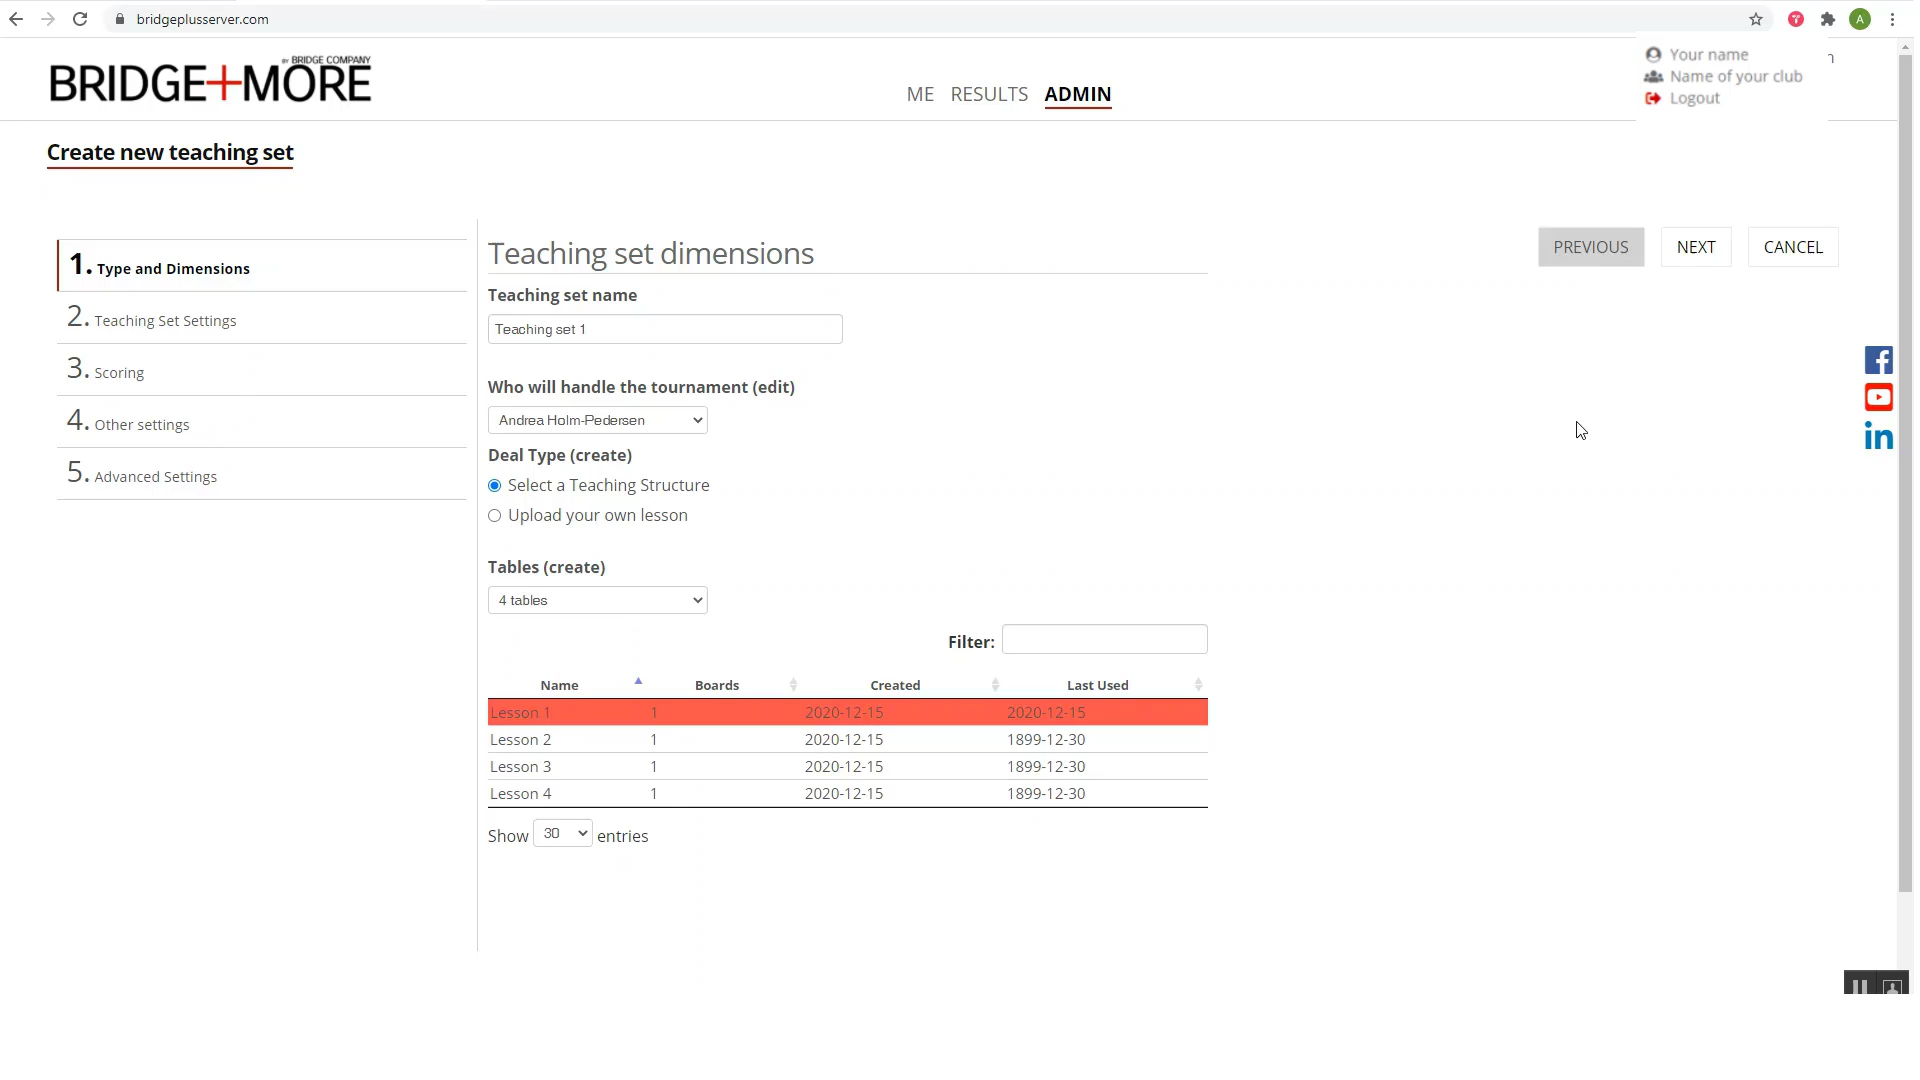 bridgeplusserver.com
A
BY BRIDGE COMPANY
BRIDGE+MORE
ME RESULTS ADMIN
Your name
Name of your club
Logout
Create new teaching set
1. Type and Dimensions
2. Teaching Set Settings
3. Scoring
4. Other settings
5. Advanced Settings
Teaching set dimensions
PREVIOUS NEXT CANCEL
Teaching set name
Teaching set 1
Who will handle the tournament (edit)
Andrea Holm-Pedersen
Deal Type (create)
Select a Teaching Structure
Upload your own lesson
Tables (create)
4 tables
Filter:
Name Boards Created Last Used
Lesson 1 1 2020-12-15 2020-12-15
Lesson 2 1 2020-12-15 1899-12-30
Lesson 3 1 2020-12-15 1899-12-30
Lesson 4 1 2020-12-15 1899-12-30
Show 30 entries
in